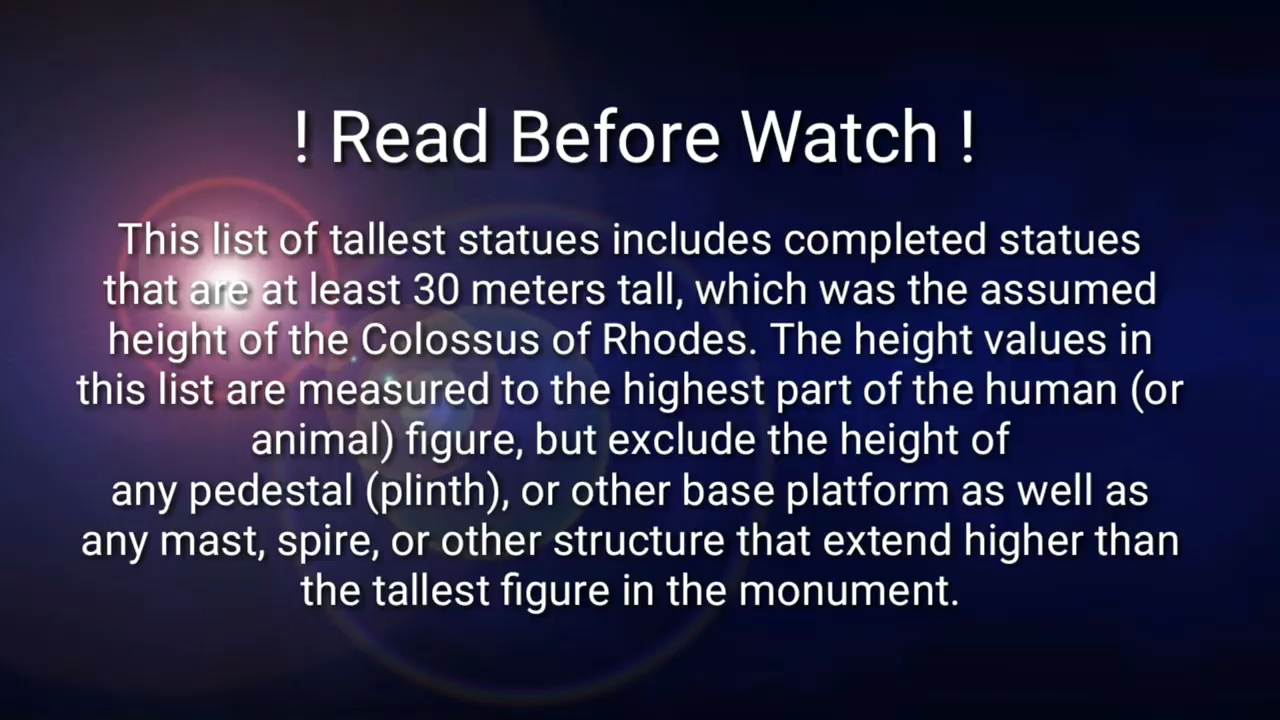 ! Read Before Watch !
This list of tallest statues includes completed statues
that are at least 30 meters tall, which was the assumed
height of the Colossus of Rhodes. The height values in
this list are measured to the highest part of the human (or
animal) figure, but exclude the height of
any pedestal (plinth), or other base platform as well as
any mast, spire, or other structure that extend higher than
the tallest figure in the monument.